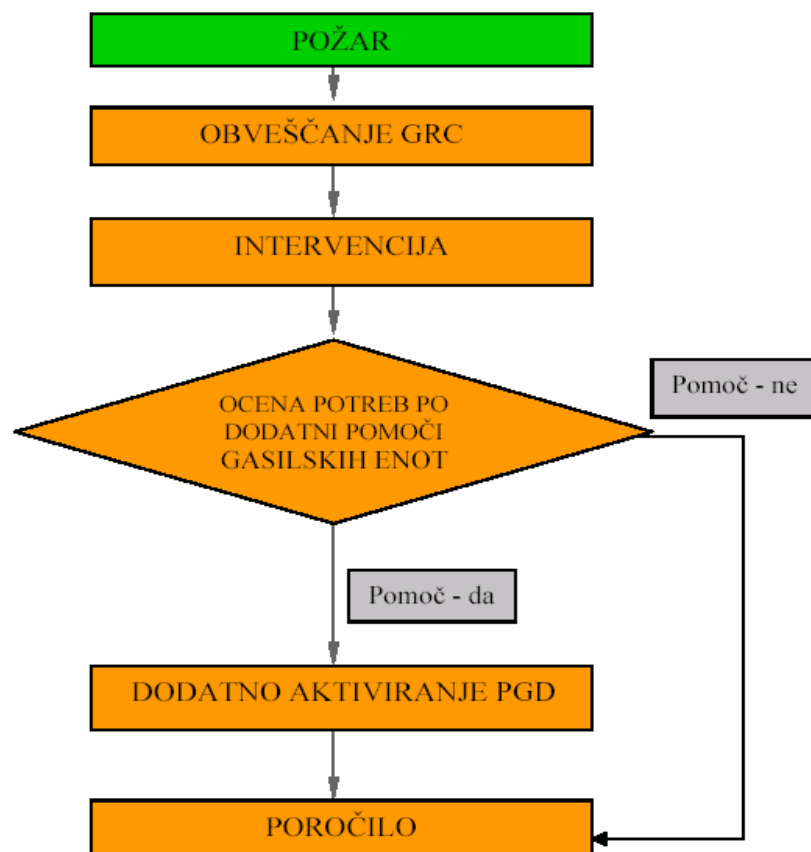 POŽAR
OBVEŠČANJE GRC
INTERVENCIJA
OCENA POTREB PO
DODATNI POMOČI
GASILSKIH ENOT
Pomoč - ne
Pomoč - da
DODATNO AKTIVIRANJE PGD
POROČILO